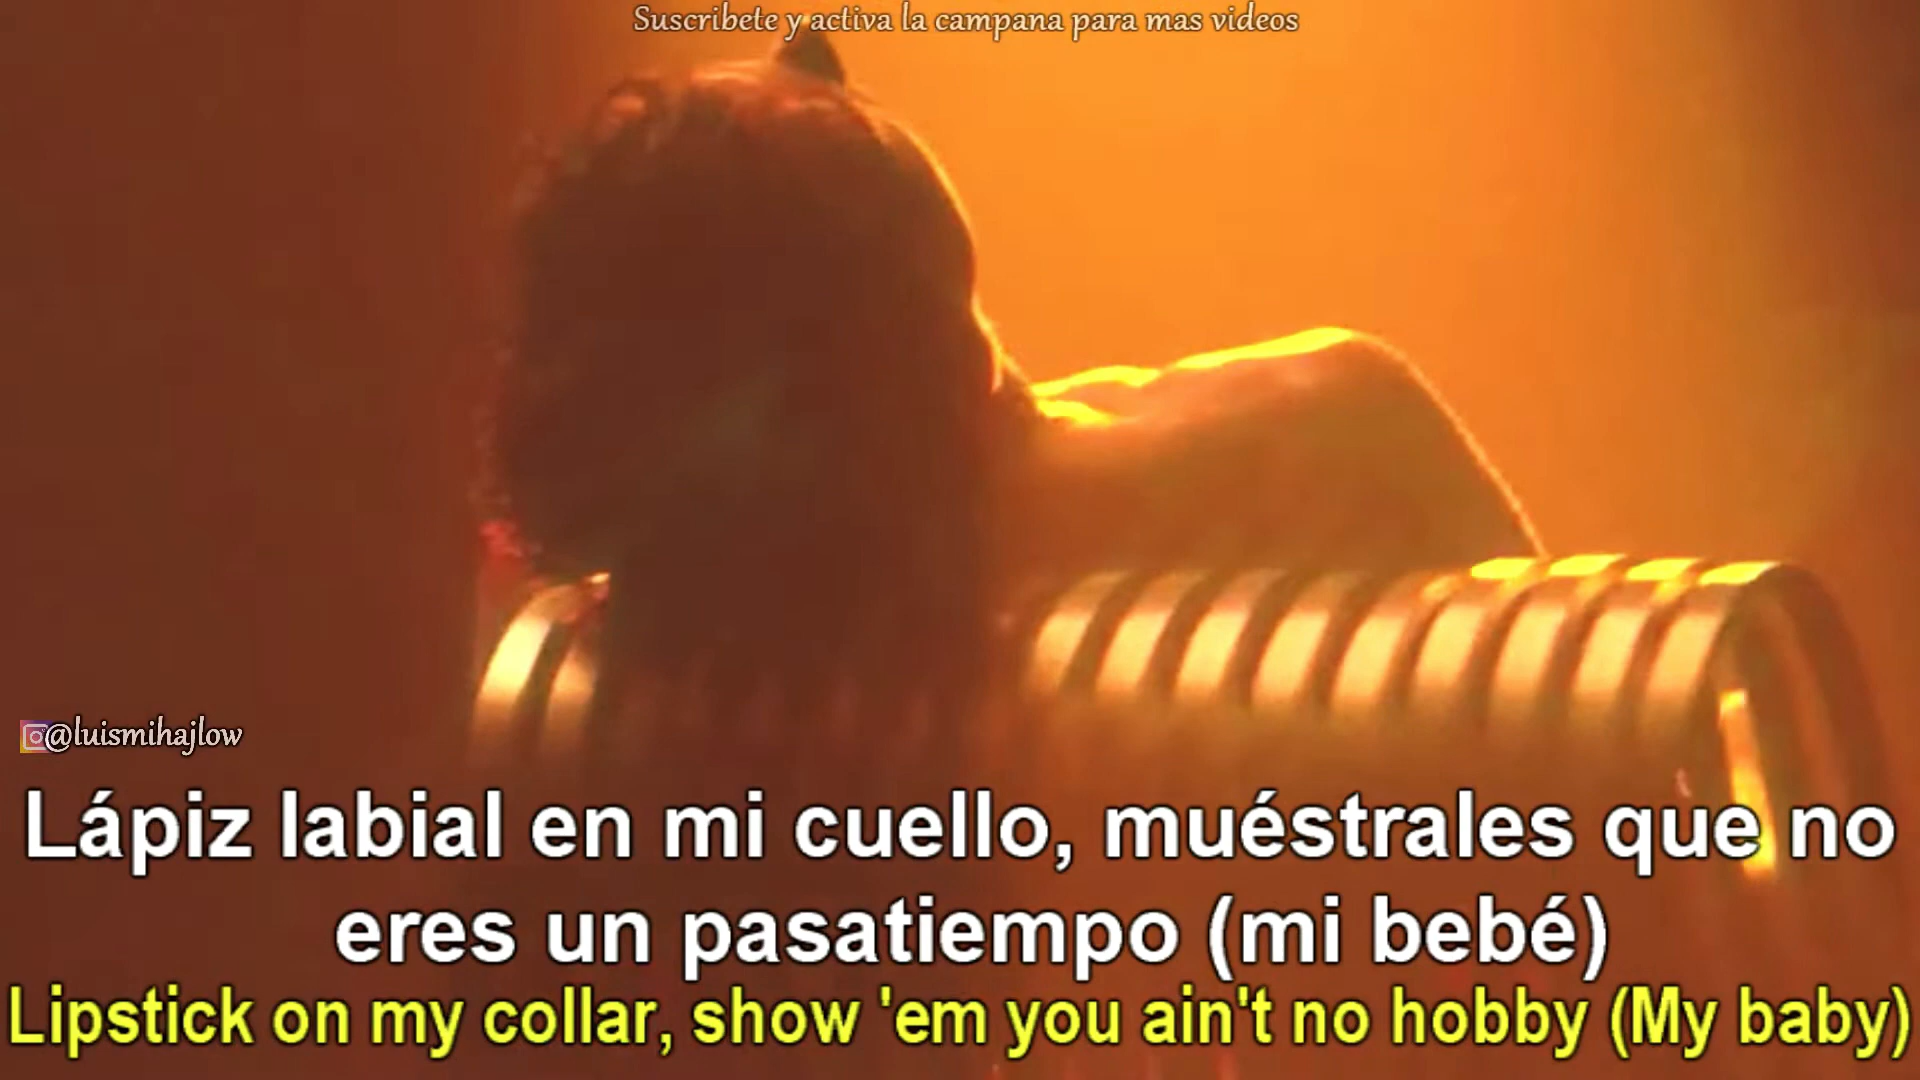 Suscribete y activa la campana para mas videos
@luismihajlow
Lápiz labial en mi cuello, muéstrales que no
eres un pasatiempo (mi bebé)
Lipstick on my collar, show 'em you ain't no hobby (My baby)